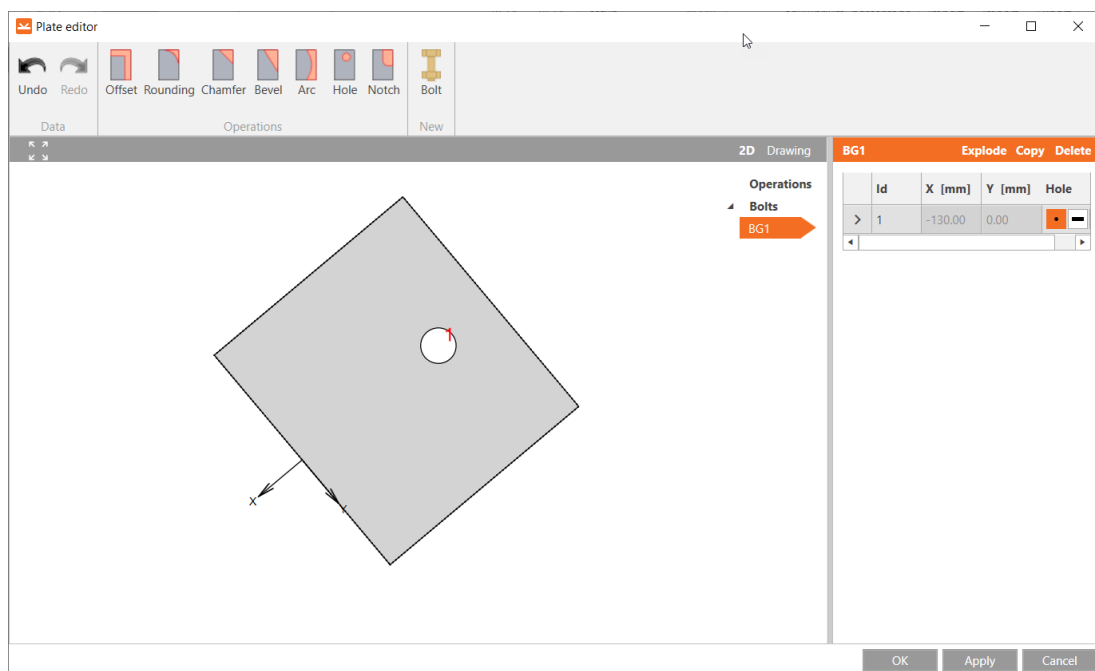 Plate editor
Undo Redo Offset Rounding Chamfer Bevel Arc Hole Notch Bolt
Data Operations New
2D Drawing
BG1 Explode Copy Delete
Operations
Bolts
BG1
Id X [mm] Y [mm] Hole
1 -130.00 0.00
1
X
Y
OK Apply Cancel